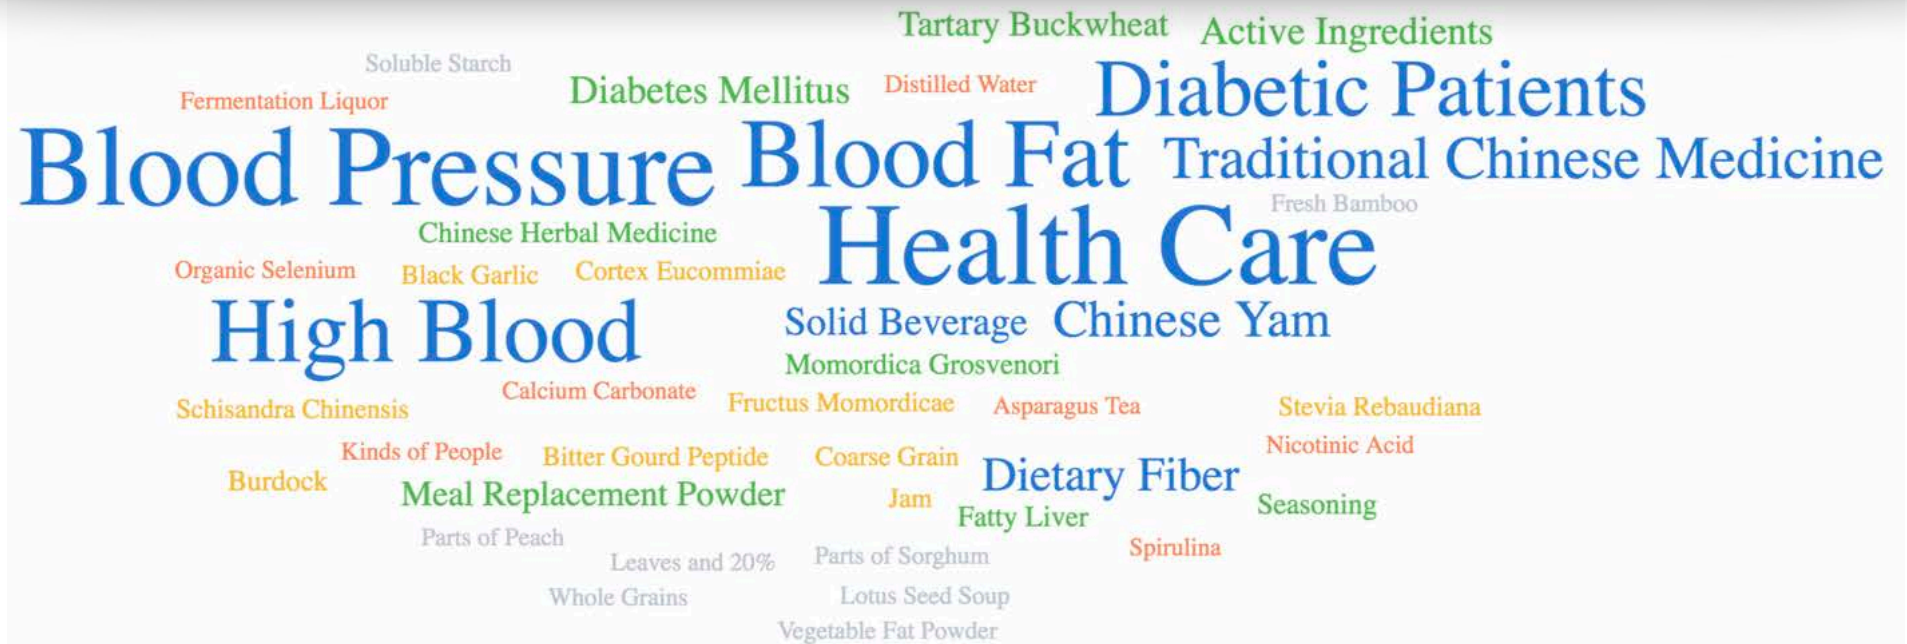 Tartary Buckwheat
Active Ingredients
Soluble Starch
Fermentation Liquor
Diabetes Mellitus
Distilled Water
Diabetic Patients
Blood Pressure
Blood Fat
Traditional Chinese Medicine
Fresh Bamboo
Chinese Herbal Medicine
Health Care
Organic Selenium
Black Garlic
Cortex Eucommiae
High Blood
Solid Beverage
Chinese Yam
Momordica Grosvenori
Calcium Carbonate
Schisandra Chinensis
Fructus Momordicae
Asparagus Tea
Stevia Rebaudiana
Kinds of People
Bitter Gourd Peptide
Coarse Grain
Nicotinic Acid
Burdock
Dietary Fiber
Meal Replacement Powder
Jam
Seasoning
Fatty Liver
Parts of Peach
Leaves and 20%
Parts of Sorghum
Spirulina
Whole Grains
Lotus Seed Soup
Vegetable Fat Powder